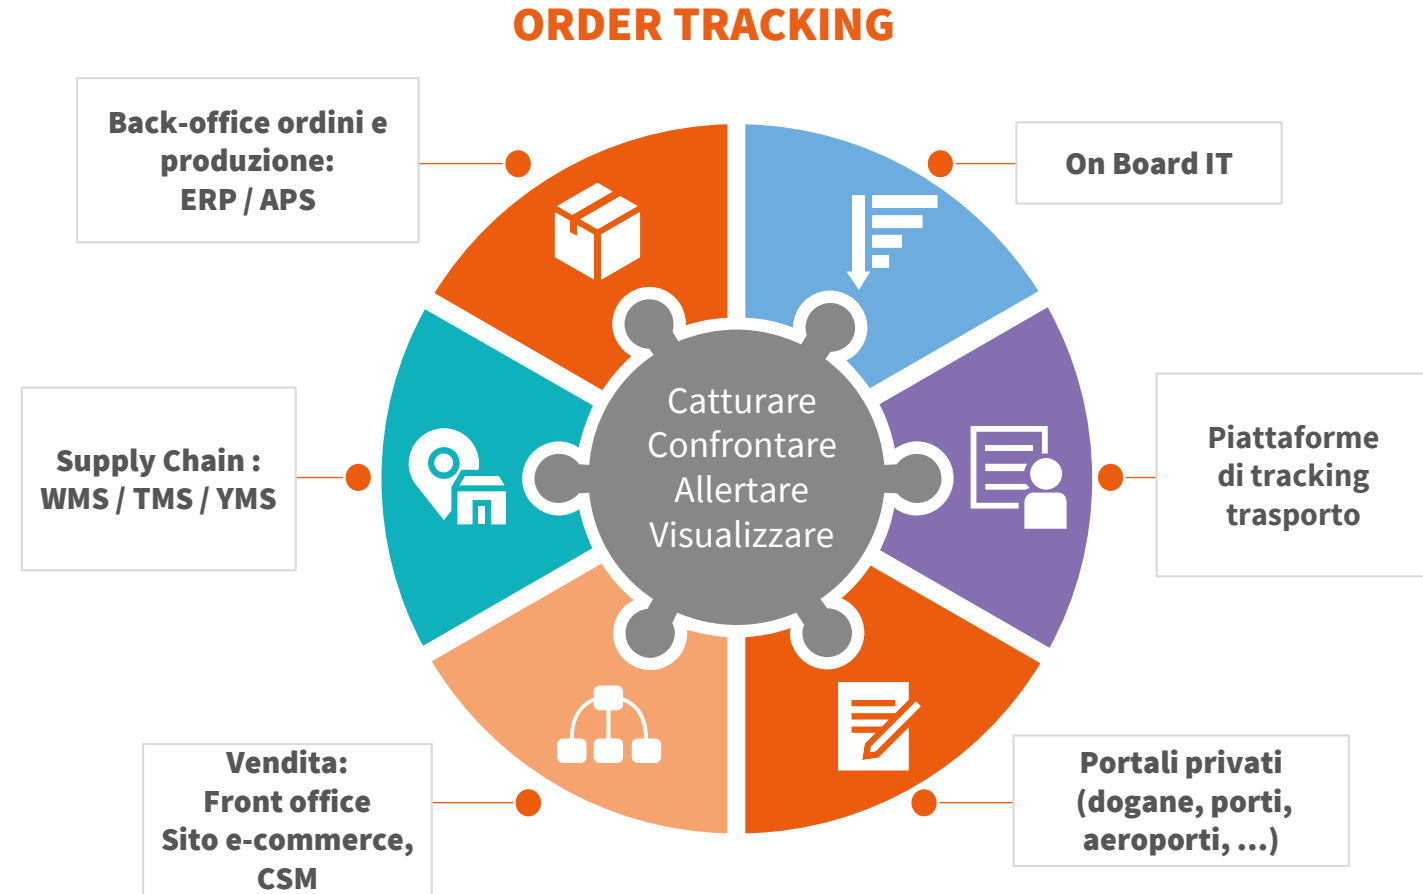 ORDER TRACKING
Back-office ordini e
produzione:
ERP / APS
On Board IT
Catturare
Confrontare
Allertare
Visualizzare
Supply Chain :
WMS / TMS / YMS
Piattaforme
di tracking
trasporto
Vendita:
Front office
Sito e-commerce,
CSM
Portali privati
(dogane, porti,
aeroporti, ...)